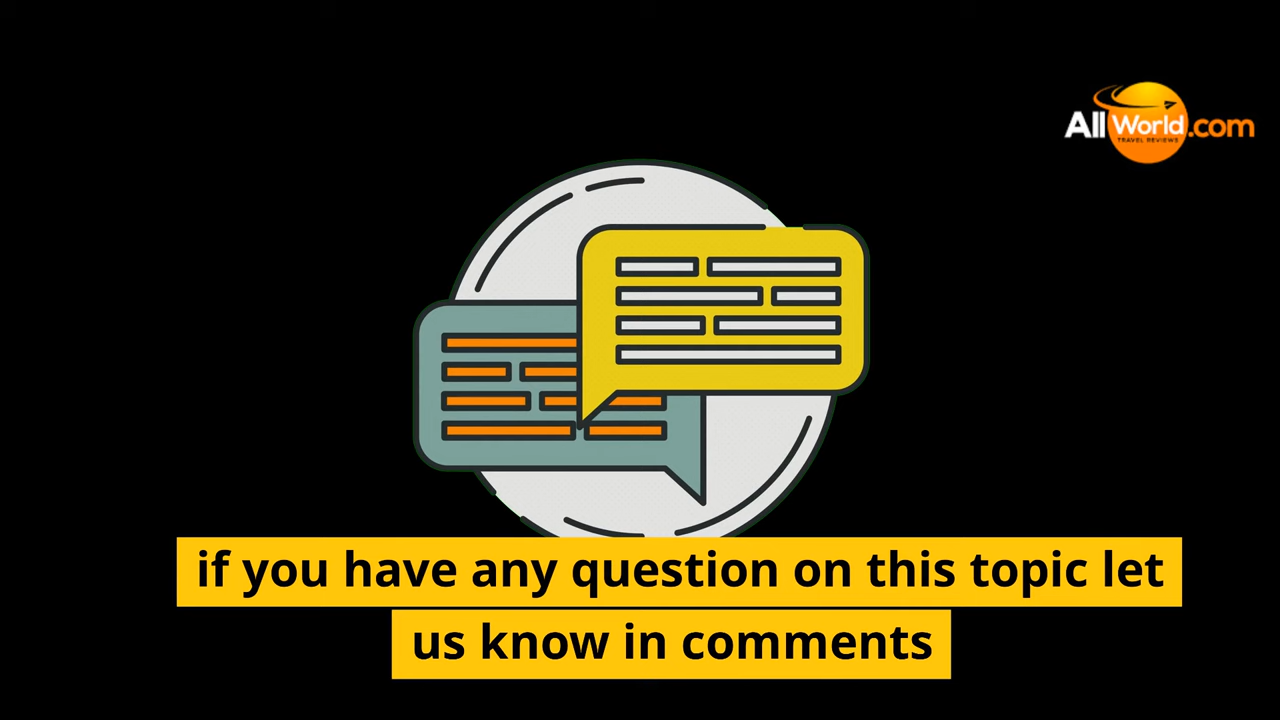 AllWorld.com
TRAVEL REVIEWS
if you have any question on this topic let
us know in comments